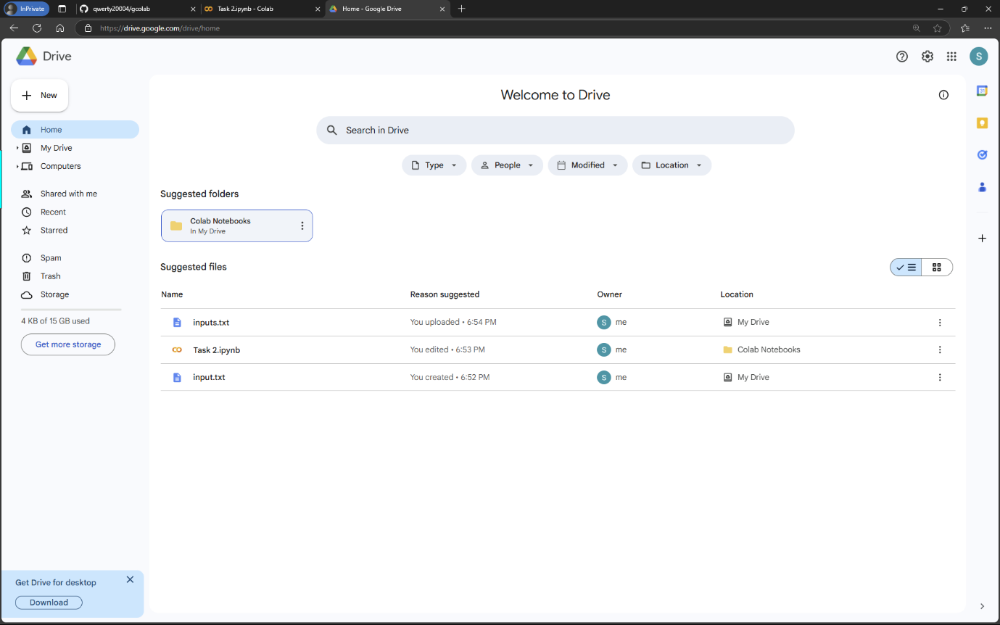 InPrivate
qwerty20004/gcolab
Task 2.ipynb - Colab
Home - Google Drive
https://drive.google.com/drive/home
Drive
S
New
Home
My Drive
Computers
Shared with me
Recent
Starred
Spam
Trash
Storage
4 KB of 15 GB used
Get more storage
Welcome to Drive
Search in Drive
Type
People
Modified
Location
Suggested folders
Colab Notebooks
In My Drive
Suggested files
Name Reason suggested Owner Location
inputs.txt You uploaded • 6:54 PM S me My Drive
Task 2.ipynb You edited • 6:53 PM S me Colab Notebooks
input.txt You created • 6:52 PM S me My Drive
31
Get Drive for desktop
Download